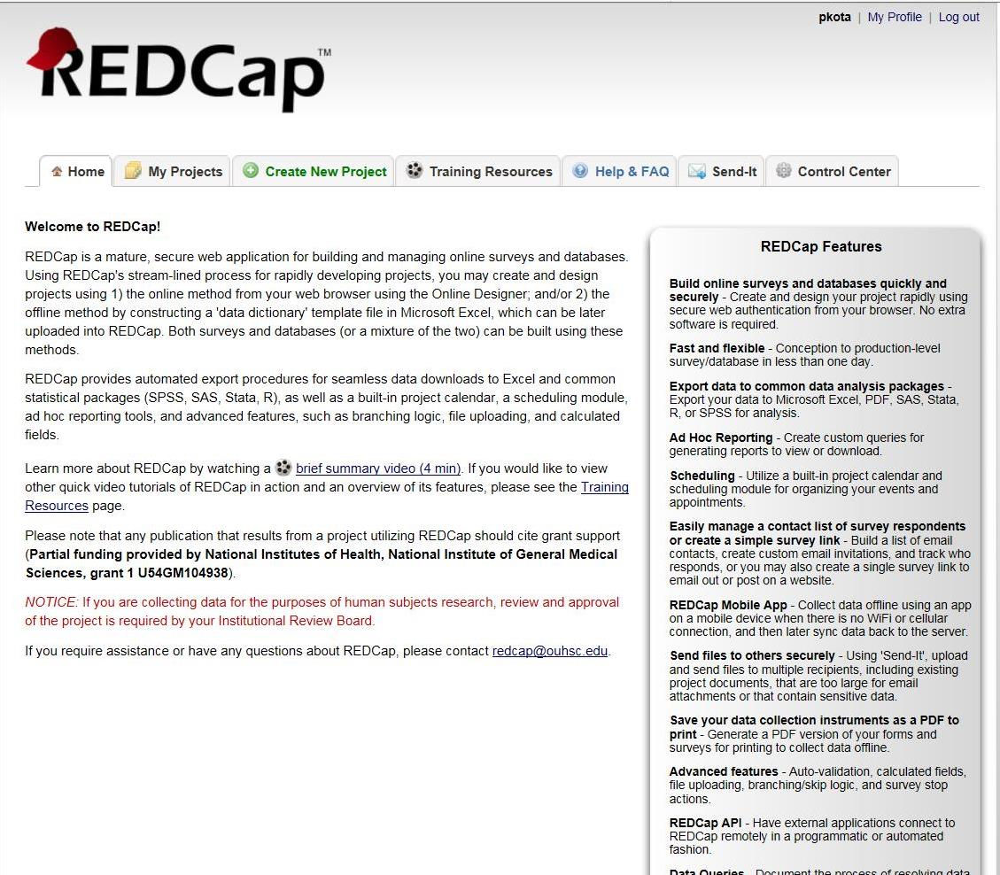 pkota | My Profile | Log out
REDCap™
Home
My Projects
Create New Project
Training Resources
Help & FAQ
Send-It
Control Center
Welcome to REDCap!
REDCap is a mature, secure web application for building and managing online surveys and databases.
Using REDCap's stream-lined process for rapidly developing projects, you may create and design
projects using 1) the online method from your web browser using the Online Designer; and/or 2) the
offline method by constructing a 'data dictionary' template file in Microsoft Excel, which can be later
uploaded into REDCap. Both surveys and databases (or a mixture of the two) can be built using these
methods.
REDCap provides automated export procedures for seamless data downloads to Excel and common
statistical packages (SPSS, SAS, Stata, R), as well as a built-in project calendar, a scheduling module,
ad hoc reporting tools, and advanced features, such as branching logic, file uploading, and calculated
fields.
Learn more about REDCap by watching a brief summary video (4 min). If you would like to view
other quick video tutorials of REDCap in action and an overview of its features, please see the Training
Resources page.
Please note that any publication that results from a project utilizing REDCap should cite grant support
(Partial funding provided by National Institutes of Health, National Institute of General Medical
Sciences, grant 1 U54GM104938).
NOTICE: If you are collecting data for the purposes of human subjects research, review and approval
of the project is required by your Institutional Review Board.
If you require assistance or have any questions about REDCap, please contact redcap@ouhsc.edu.
REDCap Features
Build online surveys and databases quickly and
securely - Create and design your project rapidly using
secure web authentication from your browser. No extra
software is required.
Fast and flexible - Conception to production-level
survey/database in less than one day.
Export data to common data analysis packages -
Export your data to Microsoft Excel, PDF, SAS, Stata,
R, or SPSS for analysis.
Ad Hoc Reporting - Create custom queries for
generating reports to view or download.
Scheduling - Utilize a built-in project calendar and
scheduling module for organizing your events and
appointments.
Easily manage a contact list of survey respondents
or create a simple survey link - Build a list of email
contacts, create custom email invitations, and track who
responds, or you may also create a single survey link to
email out or post on a website.
REDCap Mobile App - Collect data offline using an app
on a mobile device when there is no WiFi or cellular
connection, and then later sync data back to the server.
Send files to others securely - Using 'Send-It', upload
and send files to multiple recipients, including existing
project documents, that are too large for email
attachments or that contain sensitive data.
Save your data collection instruments as a PDF to
print - Generate a PDF version of your forms and
surveys for printing to collect data offline.
Advanced features - Auto-validation, calculated fields,
file uploading, branching/skip logic, and survey stop
actions.
REDCap API - Have external applications connect to
REDCap remotely in a programmatic or automated
fashion.
Data Queries - Document the process of resolving data